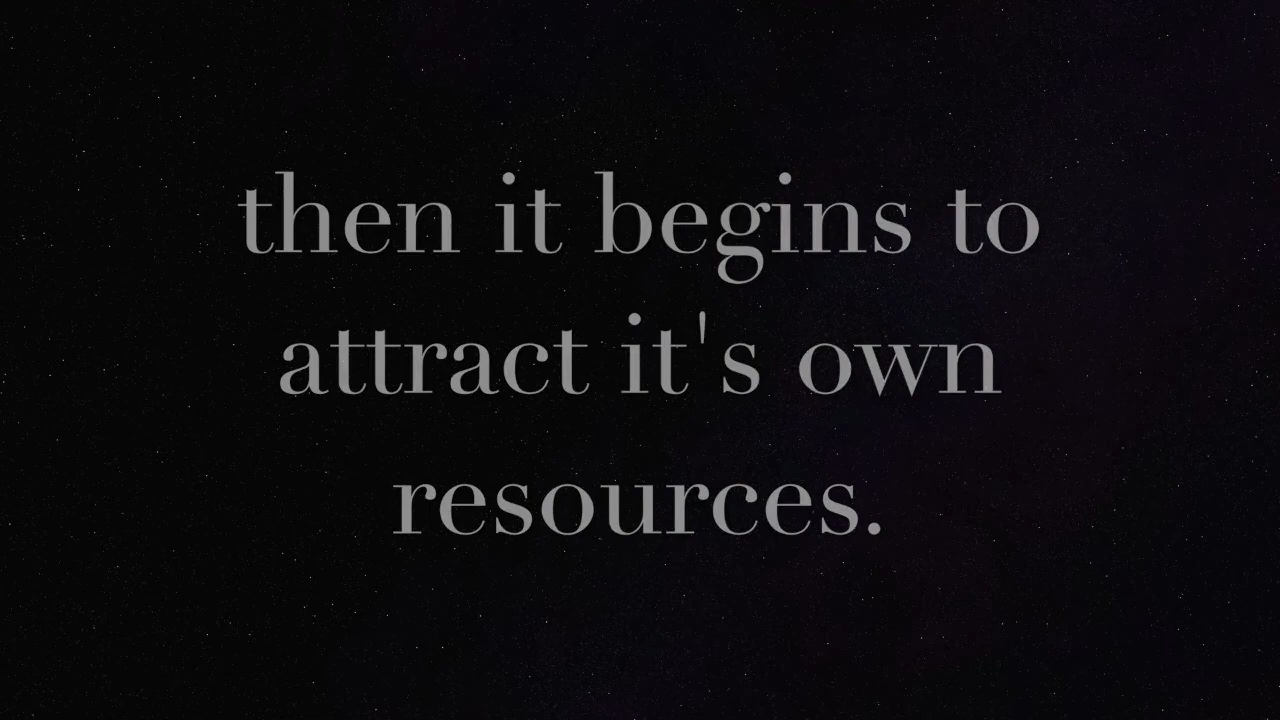 then it begins to
attract it's own
resources.